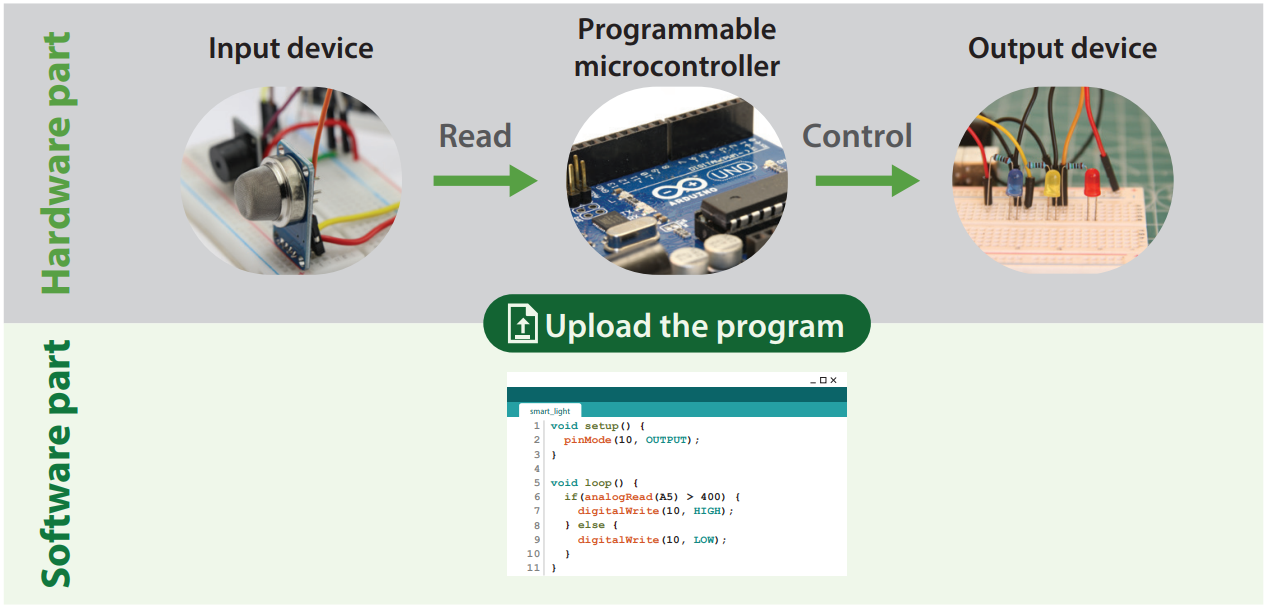 Hardware part
Input device
Programmable
microcontroller
Output device
Read
Control
UNO
ARDUZNO
Upload the program
Software part
smart_light
1 void setup() {
2 pinMode(10, OUTPUT);
3 }
4
5 void loop() {
6 if(analogRead(A5) > 400) {
7 digitalWrite(10, HIGH);
8 } else {
9 digitalWrite(10, LOW);
10 }
11 }